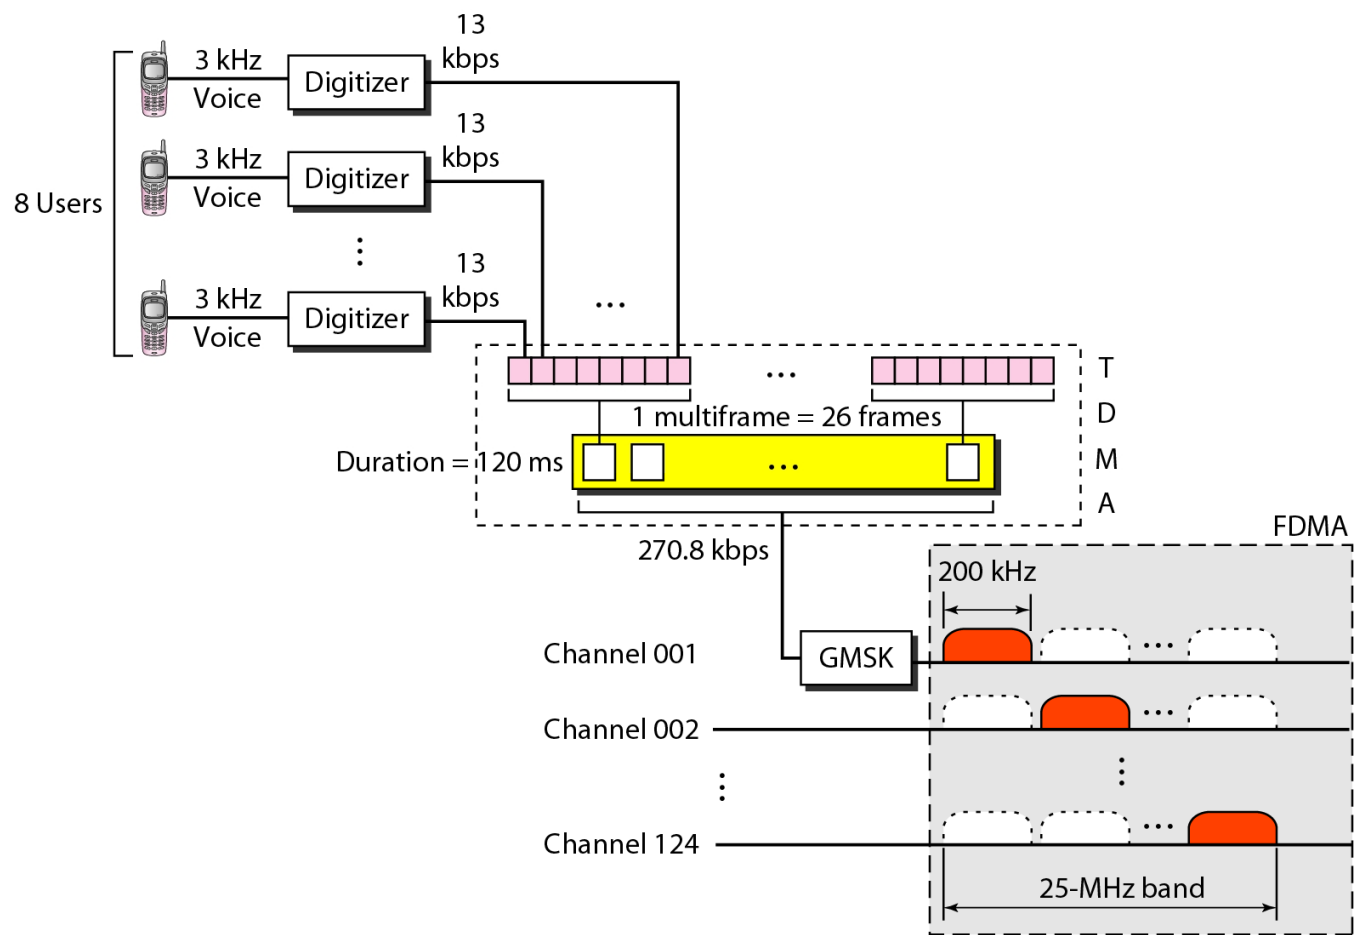 13
kbps
3 kHz
Voice
Digitizer
13
kbps
3 kHz
Voice
Digitizer
8 Users
13
kbps
3 kHz
Voice
Digitizer
T
D
M
A
1 multiframe = 26 frames
Duration = 120 ms
270.8 kbps
FDMA
200 kHz
Channel 001
GMSK
Channel 002
Channel 124
25-MHz band